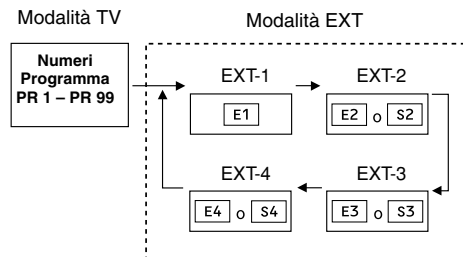 Modalità TV
Modalità EXT
Numeri
Programma
PR 1 – PR 99
EXT-1
EXT-2
E1
E2 o S2
EXT-4
EXT-3
E4 o S4
E3 o S3